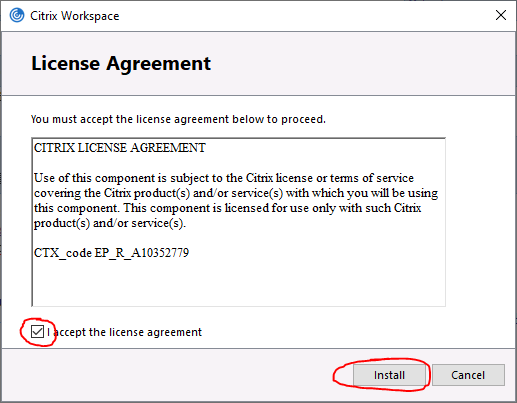 Citrix Workspace
License Agreement
You must accept the license agreement below to proceed.
CITRIX LICENSE AGREEMENT
Use of this component is subject to the Citrix license or terms of service
covering the Citrix product(s) and/or service(s) with which you will be using
this component. This component is licensed for use only with such Citrix
product(s) and/or service(s).
CTX_code EP_R_A10352779
I accept the license agreement
Install
Cancel